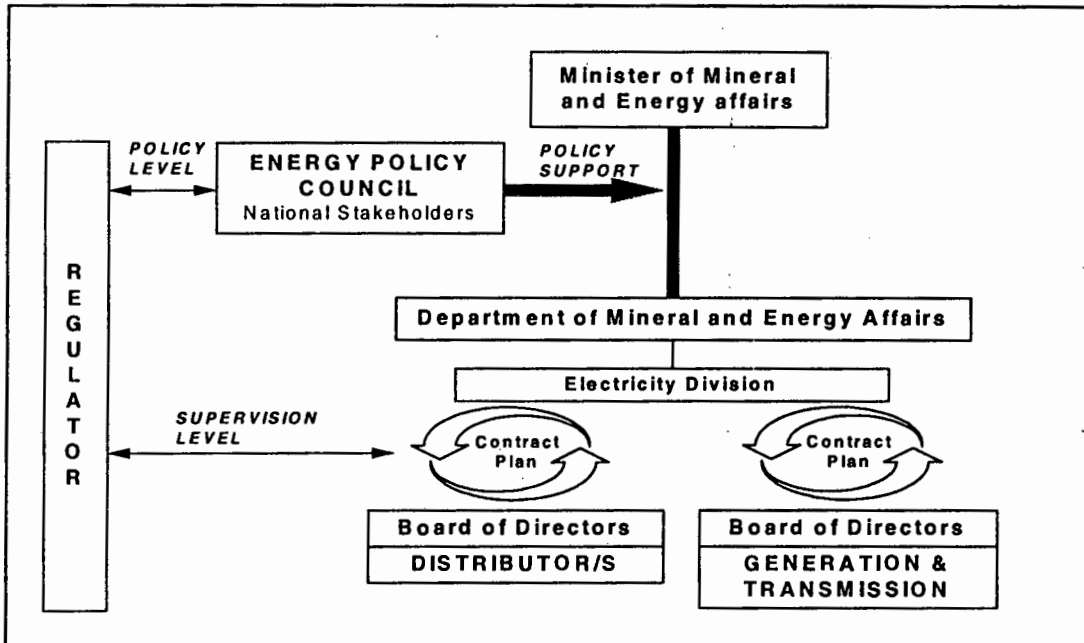 Minister of Mineral
and Energy affairs
POLICY
LEVEL
ENERGY POLICY
COUNCIL
National Stakeholders
POLICY
SUPPORT
REGULATOR
Department of Mineral and Energy Affairs
Electricity Division
SUPERVISION
LEVEL
Contract
Plan
Contract
Plan
Board of Directors
DISTRIBUTOR/S
Board of Directors
GENERATION &
TRANSMISSION